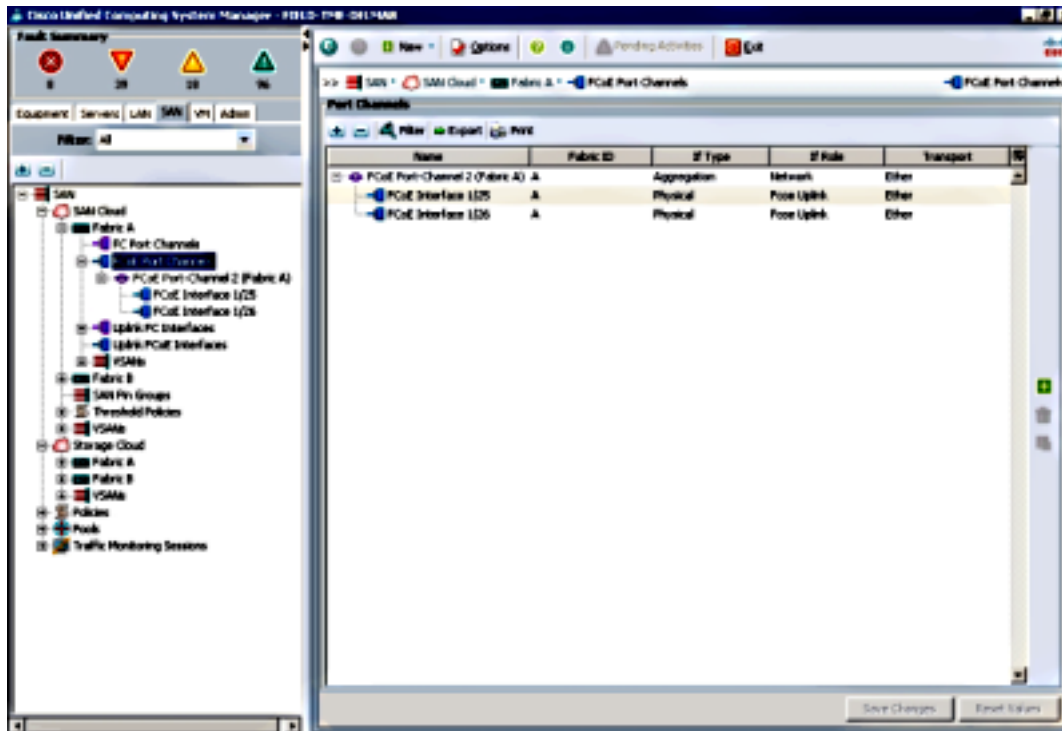 Cisco Unified Computing System Manager -
Fault Summary
Equipment Servers LAN SAN VM Admin
Filter: All
SAN
SAN Cloud
Fabric A
FC Port Channels
FCoE Port Channels
FCoE Port-Channel 2 (Fabric A)
FCoE Interface 1/25
FCoE Interface 1/26
Uplink FC Interfaces
Uplink FCoE Interfaces
VSANs
Fabric B
SAN Pin Groups
Threshold Policies
VSANs
Storage Cloud
Fabric A
Fabric B
VSANs
Policies
Pools
Traffic Monitoring Sessions
New Options Pending Activities Exit
>> SAN SAN Cloud Fabric A FCoE Port Channels FCoE Port Channels
Port Channels
Filter Export Print
Name Fabric ID If Type If Role Transport
FCoE Port-Channel 2 (Fabric A) A Aggregation Network Ether
FCoE Interface 1/25 A Physical Fcoe Uplink Ether
FCoE Interface 1/26 A Physical Fcoe Uplink Ether
Save Changes Reset Values